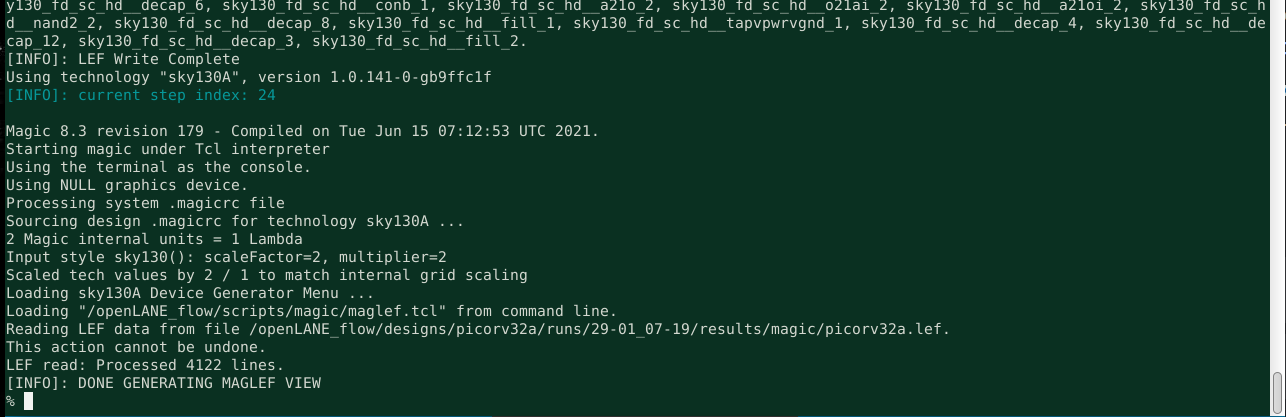 y130_fd_sc_hd__decap_6, sky130_fd_sc_hd__conb_1, sky130_fd_sc_hd__a21o_2, sky130_fd_sc_hd__o21ai_2, sky130_fd_sc_hd__a21oi_2, sky130_fd_sc_h
d__nand2_2, sky130_fd_sc_hd__decap_8, sky130_fd_sc_hd__fill_1, sky130_fd_sc_hd__tapvpwrvgnd_1, sky130_fd_sc_hd__decap_4, sky130_fd_sc_hd__de
cap_12, sky130_fd_sc_hd__decap_3, sky130_fd_sc_hd__fill_2.
[INFO]: LEF Write Complete
Using technology "sky130A", version 1.0.141-0-gb9ffc1f
[INFO]: current step index: 24
Magic 8.3 revision 179 - Compiled on Tue Jun 15 07:12:53 UTC 2021.
Starting magic under Tcl interpreter
Using the terminal as the console.
Using NULL graphics device.
Processing system .magicrc file
Sourcing design .magicrc for technology sky130A ...
2 Magic internal units = 1 Lambda
Input style sky130(): scaleFactor=2, multiplier=2
Scaled tech values by 2 / 1 to match internal grid scaling
Loading sky130A Device Generator Menu ...
Loading "/openLANE_flow/scripts/magic/maglef.tcl" from command line.
Reading LEF data from file /openLANE_flow/designs/picorv32a/runs/29-01_07-19/results/magic/picorv32a.lef.
This action cannot be undone.
LEF read: Processed 4122 lines.
[INFO]: DONE GENERATING MAGLEF VIEW
%